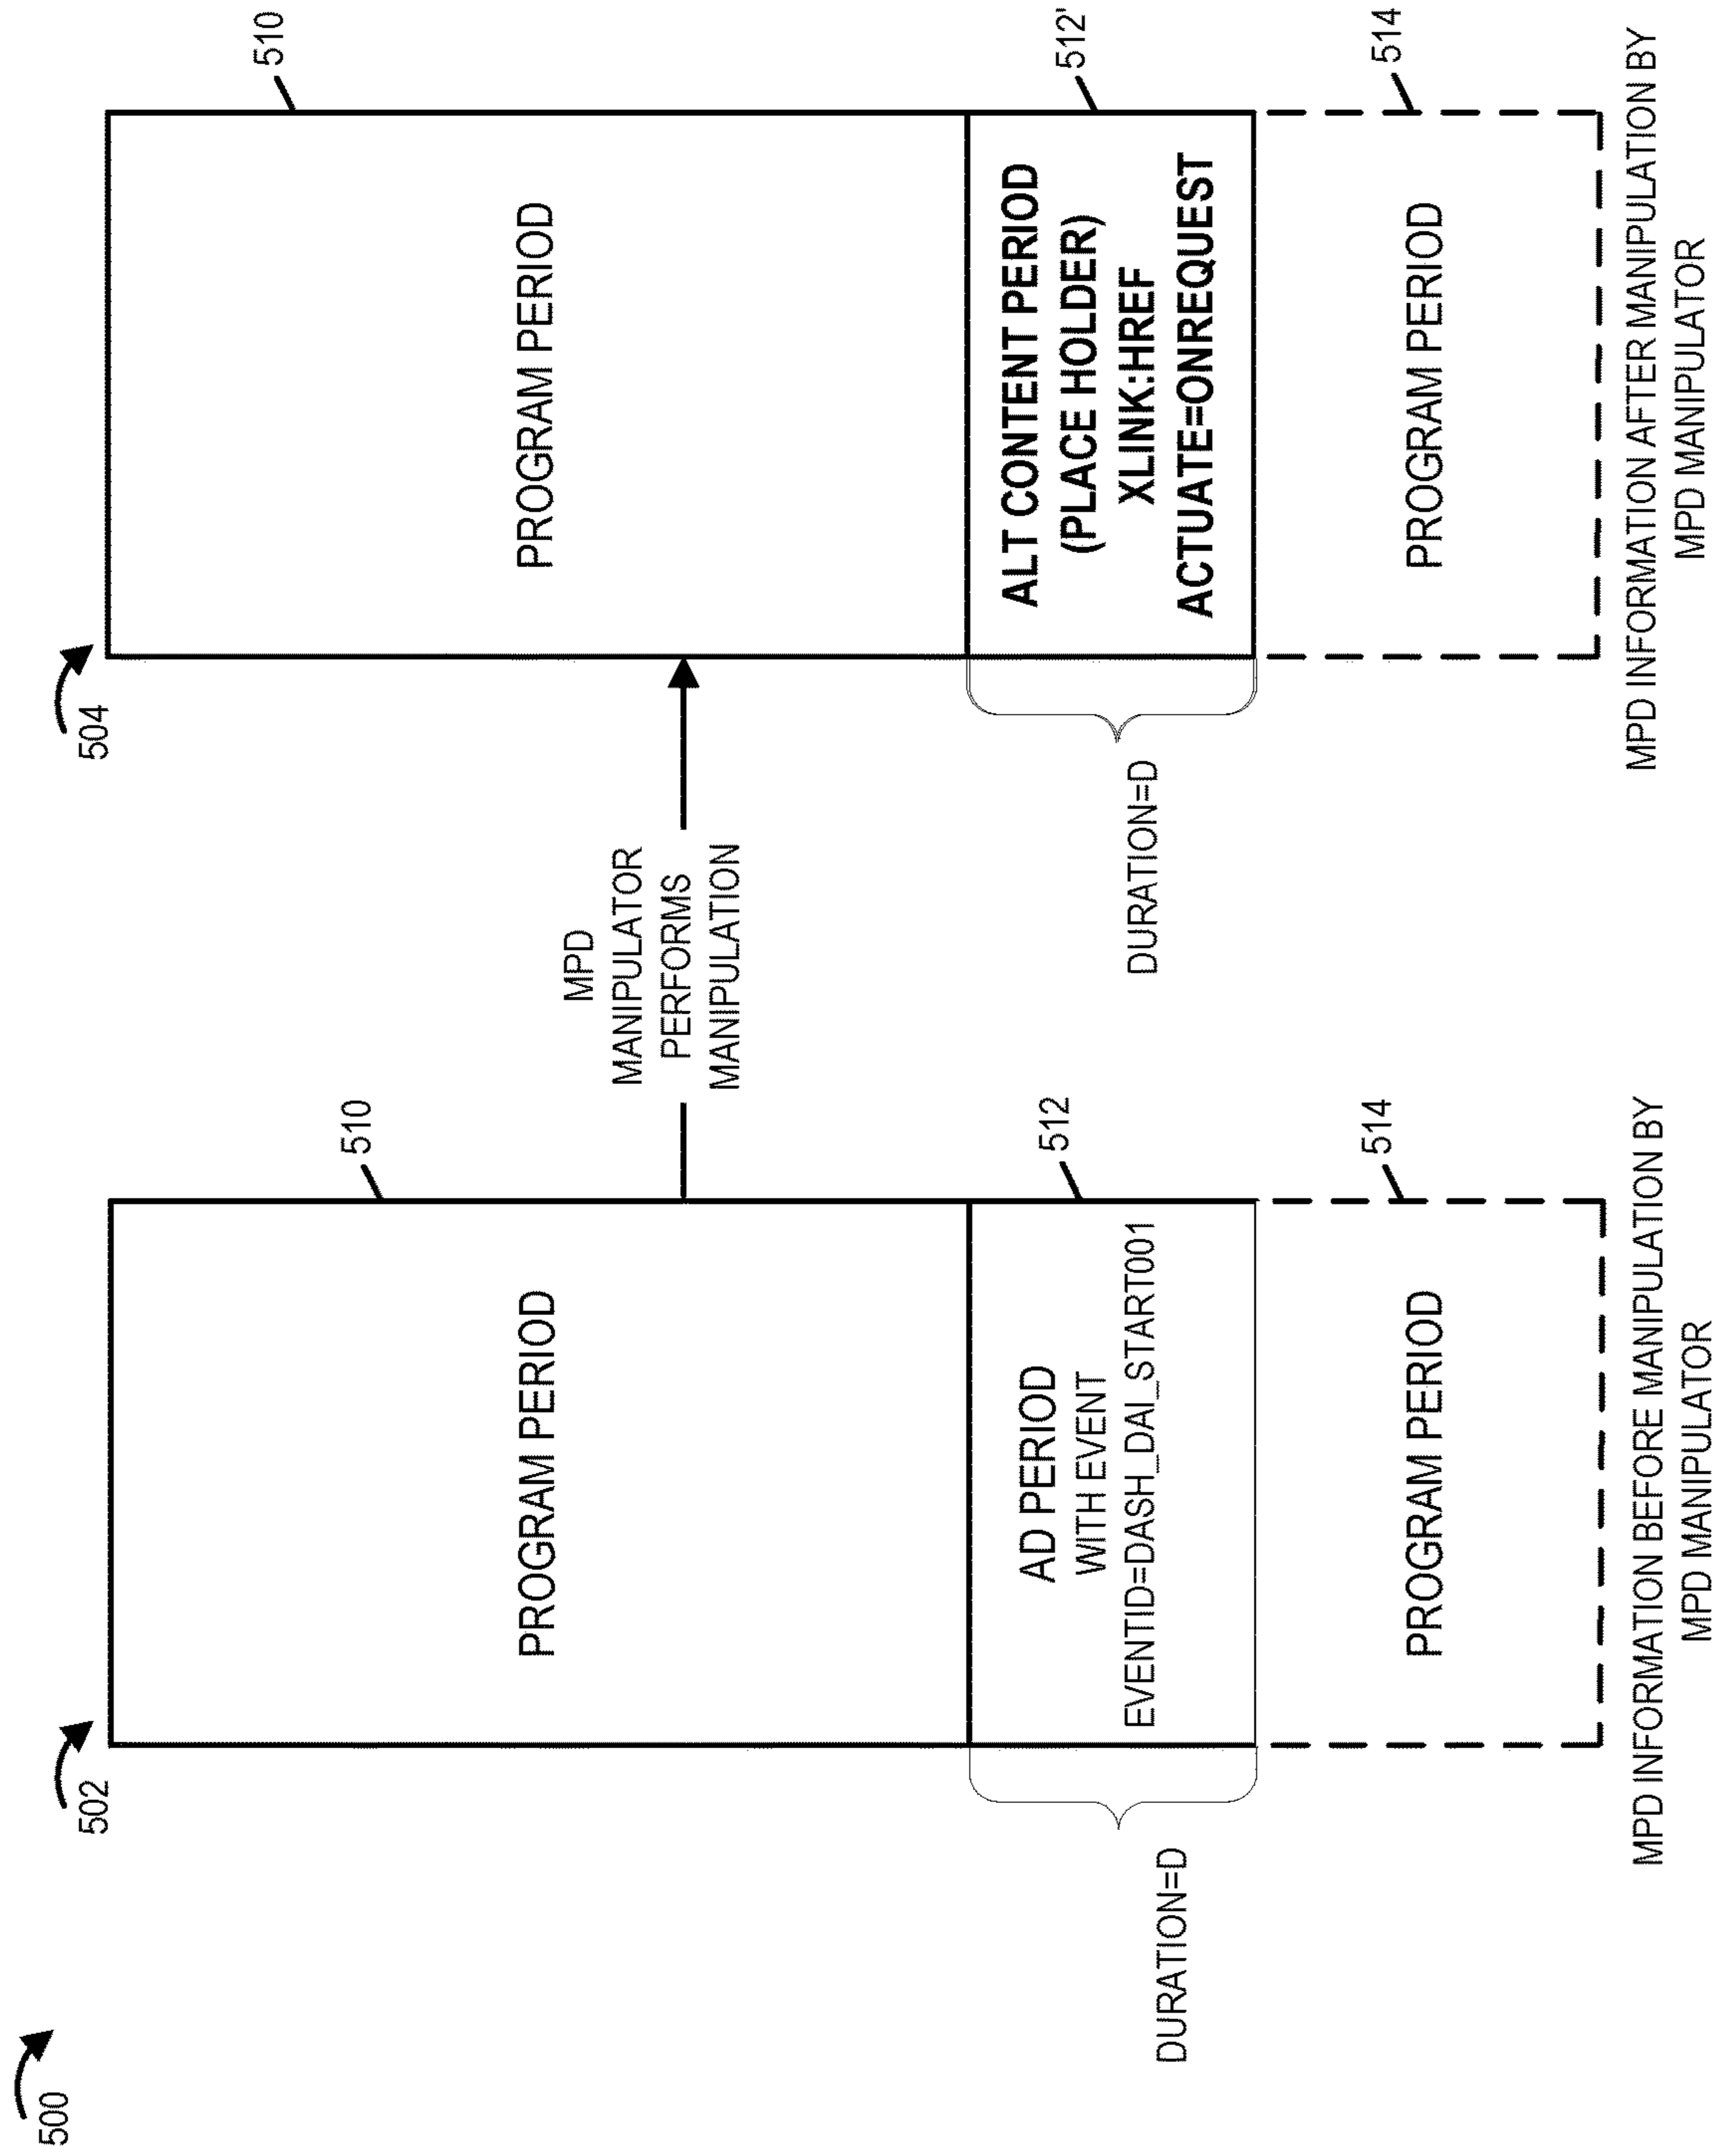 500
502
PROGRAM PERIOD
510
AD PERIOD
WITH EVENT
EVENTID=DASH_DAI_START001
512
DURATION=D
PROGRAM PERIOD
514
MPD INFORMATION BEFORE MANIPULATION BY
MPD MANIPULATOR
MPD
MANIPULATOR
PERFORMS
MANIPULATION
504
PROGRAM PERIOD
510
ALT CONTENT PERIOD
(PLACE HOLDER)
XLINK:HREF
ACTUATE=ONREQUEST
512'
DURATION=D
PROGRAM PERIOD
514
MPD INFORMATION AFTER MANIPULATION BY
MPD MANIPULATOR